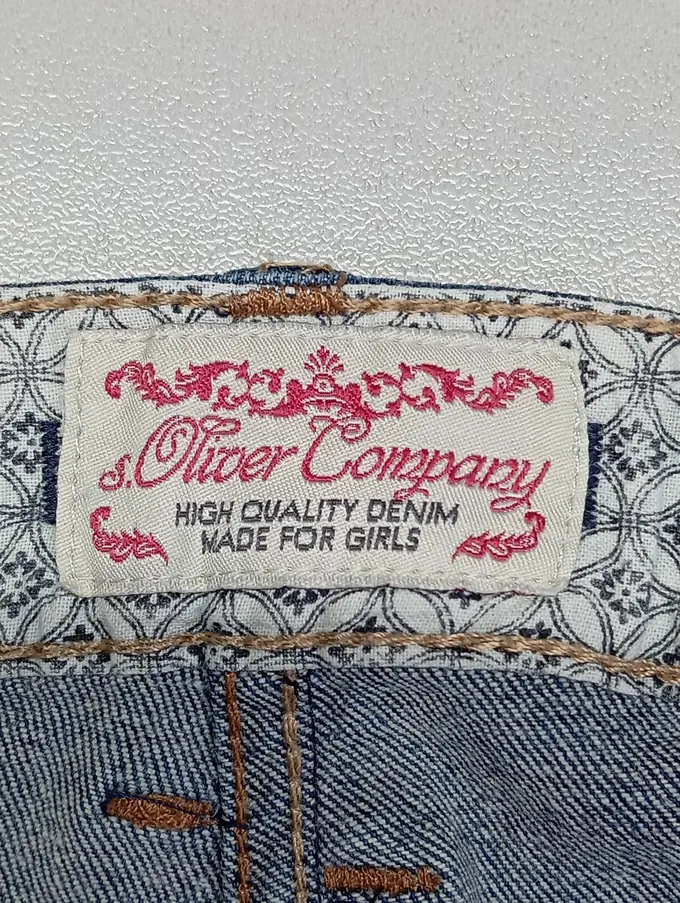 s.Oliver Company
HIGH QUALITY DENIM
MADE FOR GIRLS